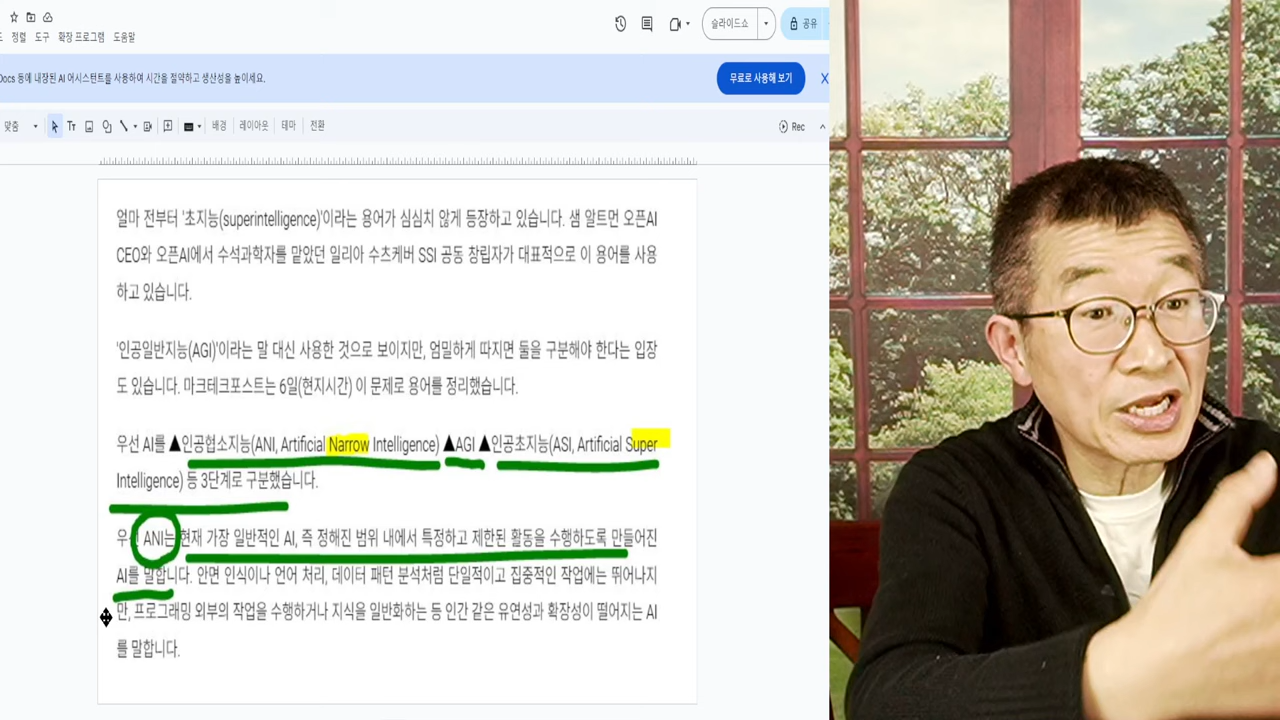 정렬 도구 확장 프로그램 도움말
슬라이드쇼
공유
Docs 등에 내장된 AI 어시스턴트를 사용하여 시간을 절약하고 생산성을 높이세요.
무료로 사용해 보기
맞춤
배경
레이아웃
테마
전환
Rec
얼마 전부터 '초지능(superintelligence)'이라는 용어가 심심치 않게 등장하고 있습니다. 샘 알트먼 오픈AI
CEO와 오픈AI에서 수석과학자를 맡았던 일리아 수츠케버 SSI 공동 창립자가 대표적으로 이 용어를 사용
하고 있습니다.
'인공일반지능(AGI)'이라는 말 대신 사용한 것으로 보이지만, 엄밀하게 따지면 둘을 구분해야 한다는 입장
도 있습니다. 마크테크포스트는 6일(현지시간) 이 문제로 용어를 정리했습니다.
우선 AI를 ▲인공협소지능(ANI, Artificial Narrow Intelligence) ▲AGI ▲인공초지능(ASI, Artificial Super
Intelligence) 등 3단계로 구분했습니다.
우선 ANI는 현재 가장 일반적인 AI, 즉 정해진 범위 내에서 특정하고 제한된 활동을 수행하도록 만들어진
AI를 말합니다. 안면 인식이나 언어 처리, 데이터 패턴 분석처럼 단일적이고 집중적인 작업에는 뛰어나지
만, 프로그래밍 외부의 작업을 수행하거나 지식을 일반화하는 등 인간 같은 유연성과 확장성이 떨어지는 AI
를 말합니다.